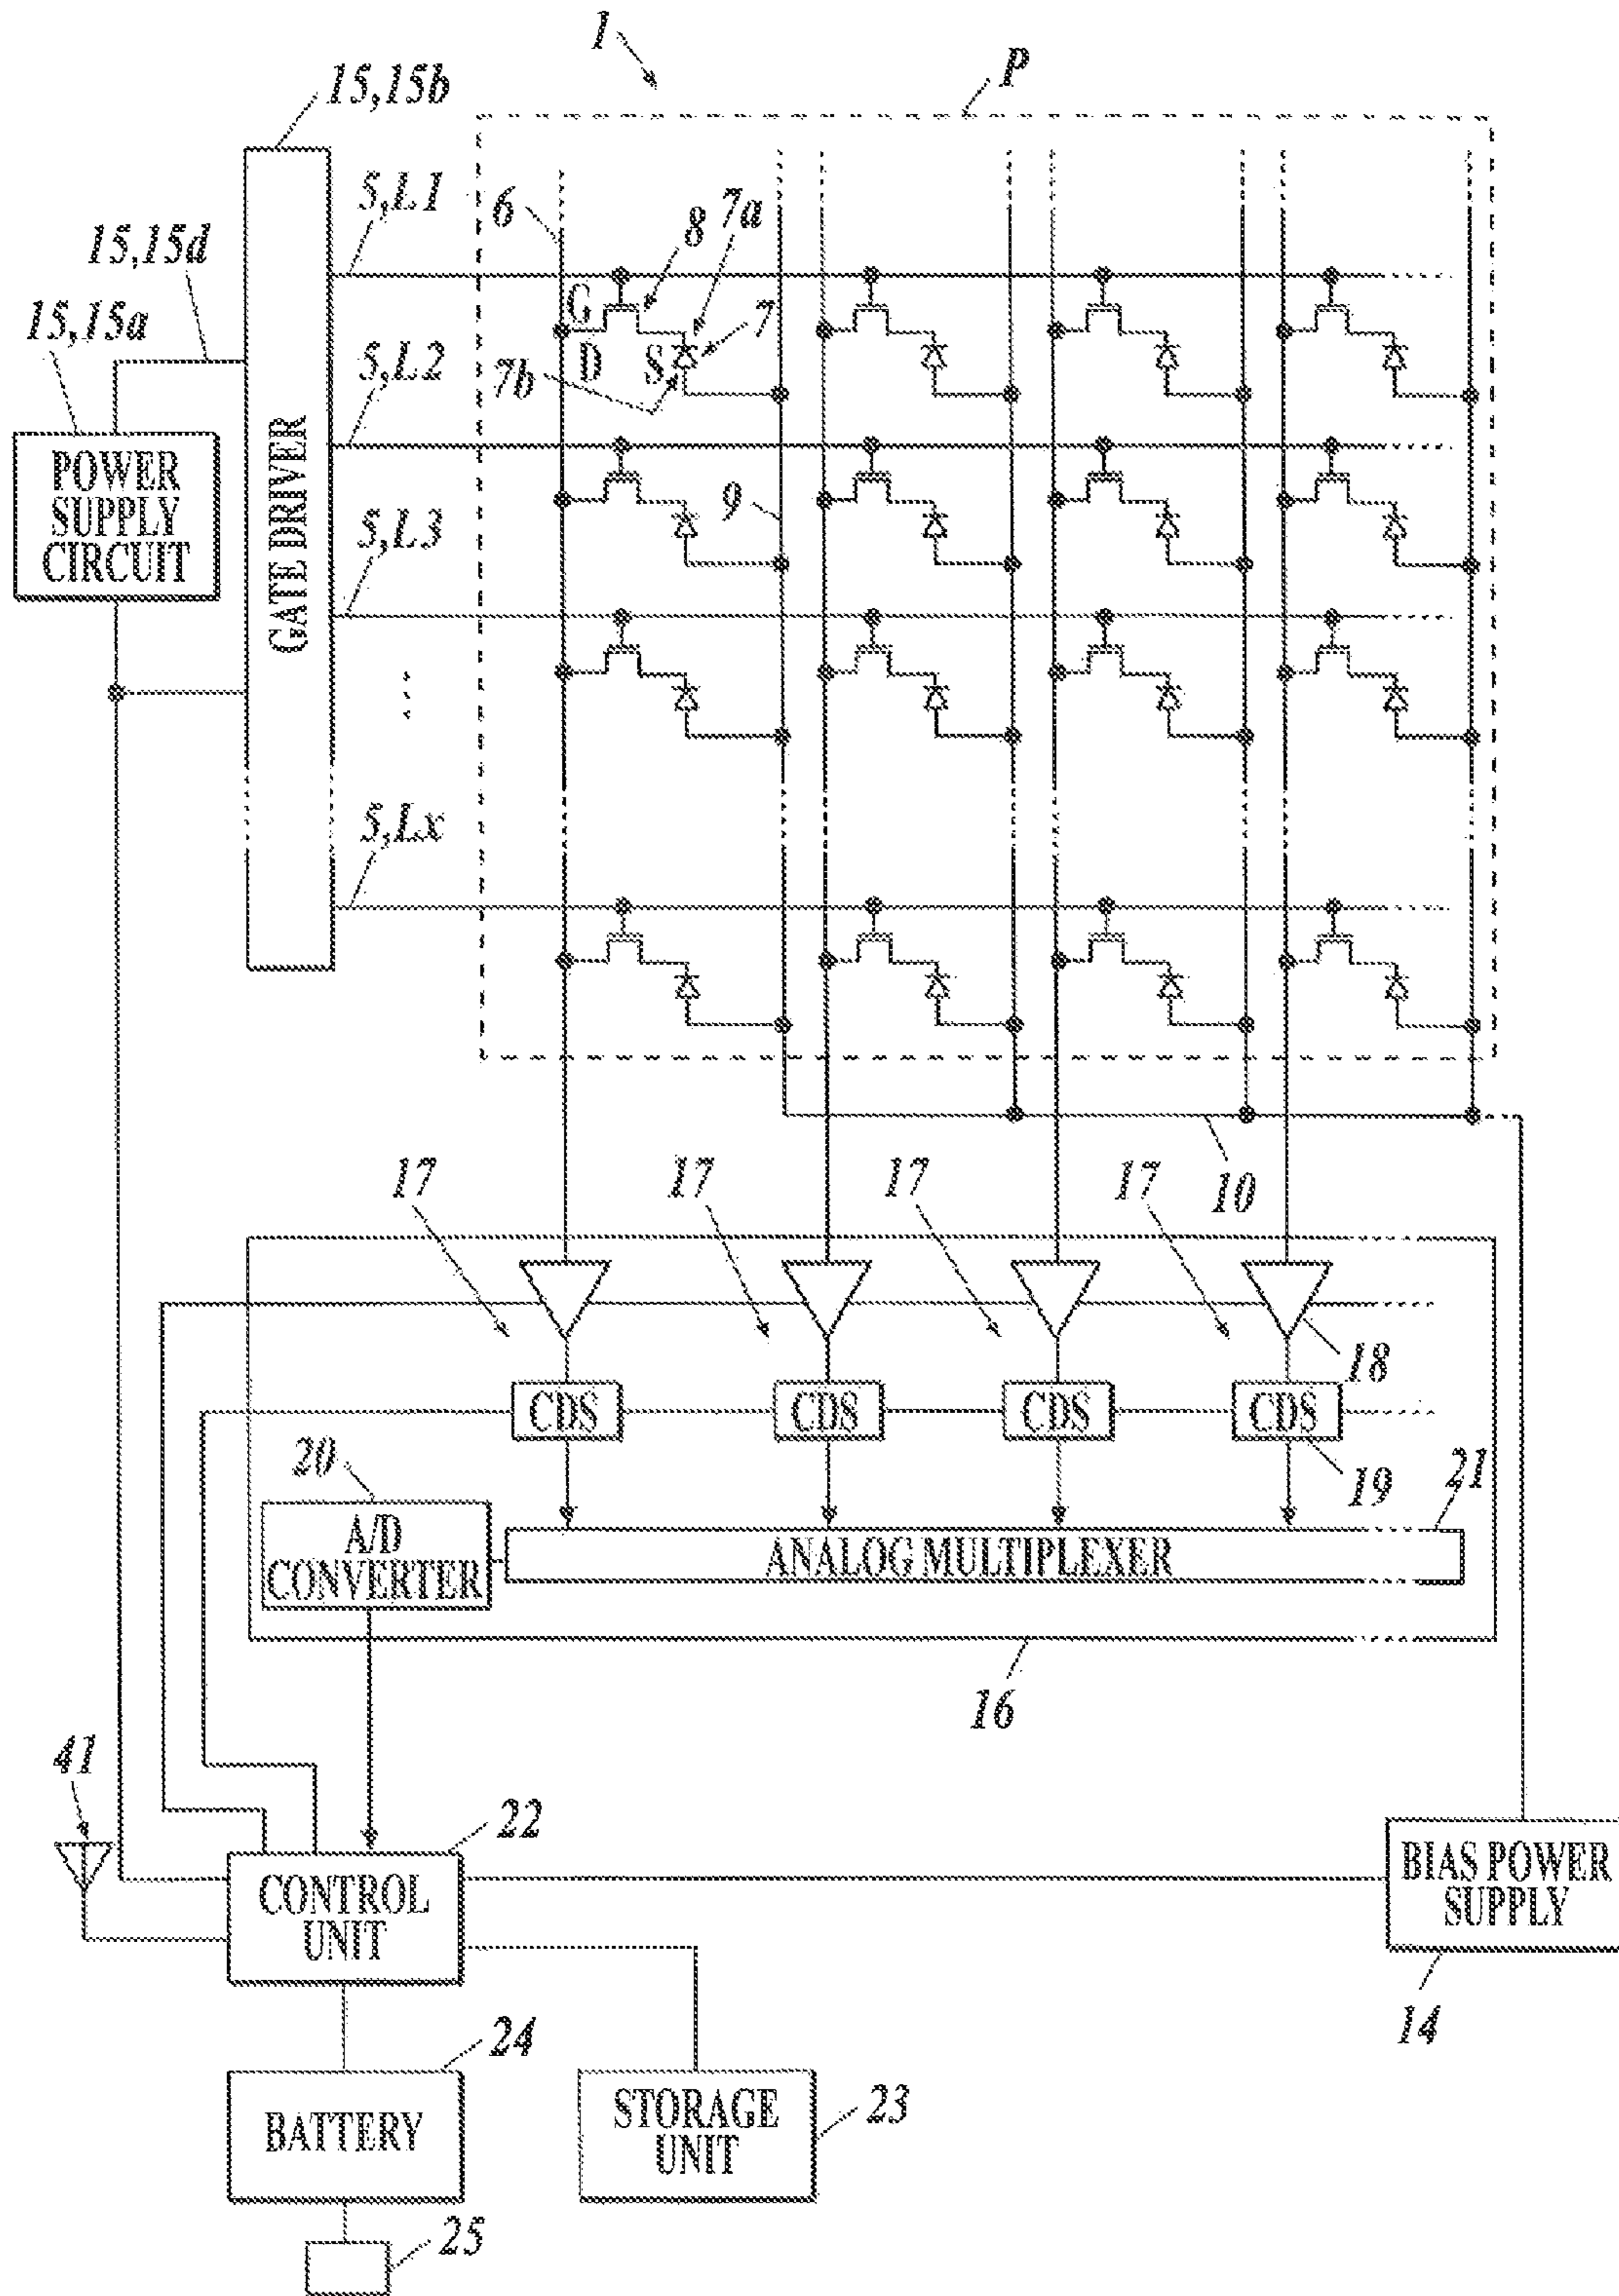 1
P
15,15b
5,L1
6
8
7a
7
15,15d
15,15a
G
D
S
7b
5,L2
POWER
SUPPLY
CIRCUIT
GATE DRIVER
9
5,L3
5,Lx
17
17
17
17
10
18
CDS
CDS
CDS
CDS
19
20
21
A/D
CONVERTER
ANALOG MULTIPLEXER
16
41
22
CONTROL
UNIT
BIAS POWER
SUPPLY
14
24
BATTERY
STORAGE
UNIT
23
25